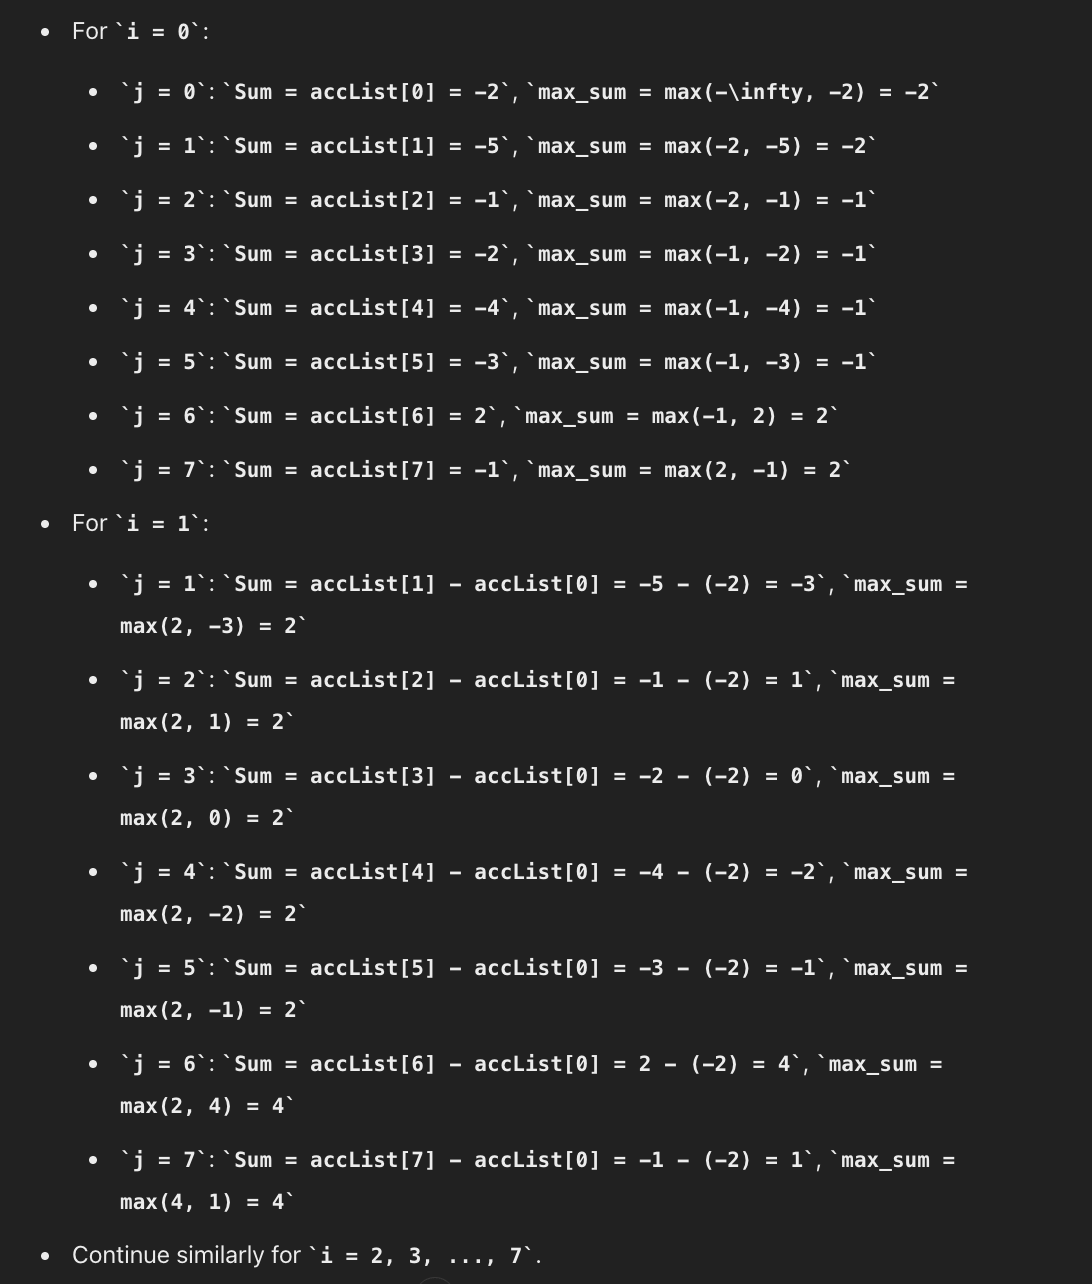 • For `i = 0`:
• `j = 0`: `Sum = accList[0] = -2`, `max_sum = max(-\infty, -2) = -2`
• `j = 1`: `Sum = accList[1] = -5`, `max_sum = max(-2, -5) = -2`
• `j = 2`: `Sum = accList[2] = -1`, `max_sum = max(-2, -1) = -1`
• `j = 3`: `Sum = accList[3] = -2`, `max_sum = max(-1, -2) = -1`
• `j = 4`: `Sum = accList[4] = -4`, `max_sum = max(-1, -4) = -1`
• `j = 5`: `Sum = accList[5] = -3`, `max_sum = max(-1, -3) = -1`
• `j = 6`: `Sum = accList[6] = 2`, `max_sum = max(-1, 2) = 2`
• `j = 7`: `Sum = accList[7] = -1`, `max_sum = max(2, -1) = 2`
• For `i = 1`:
• `j = 1`: `Sum = accList[1] - accList[0] = -5 - (-2) = -3`, `max_sum =
max(2, -3) = 2`
• `j = 2`: `Sum = accList[2] - accList[0] = -1 - (-2) = 1`, `max_sum =
max(2, 1) = 2`
• `j = 3`: `Sum = accList[3] - accList[0] = -2 - (-2) = 0`, `max_sum =
max(2, 0) = 2`
• `j = 4`: `Sum = accList[4] - accList[0] = -4 - (-2) = -2`, `max_sum =
max(2, -2) = 2`
• `j = 5`: `Sum = accList[5] - accList[0] = -3 - (-2) = -1`, `max_sum =
max(2, -1) = 2`
• `j = 6`: `Sum = accList[6] - accList[0] = 2 - (-2) = 4`, `max_sum =
max(2, 4) = 4`
• `j = 7`: `Sum = accList[7] - accList[0] = -1 - (-2) = 1`, `max_sum =
max(4, 1) = 4`
• Continue similarly for `i = 2, 3, ..., 7`.